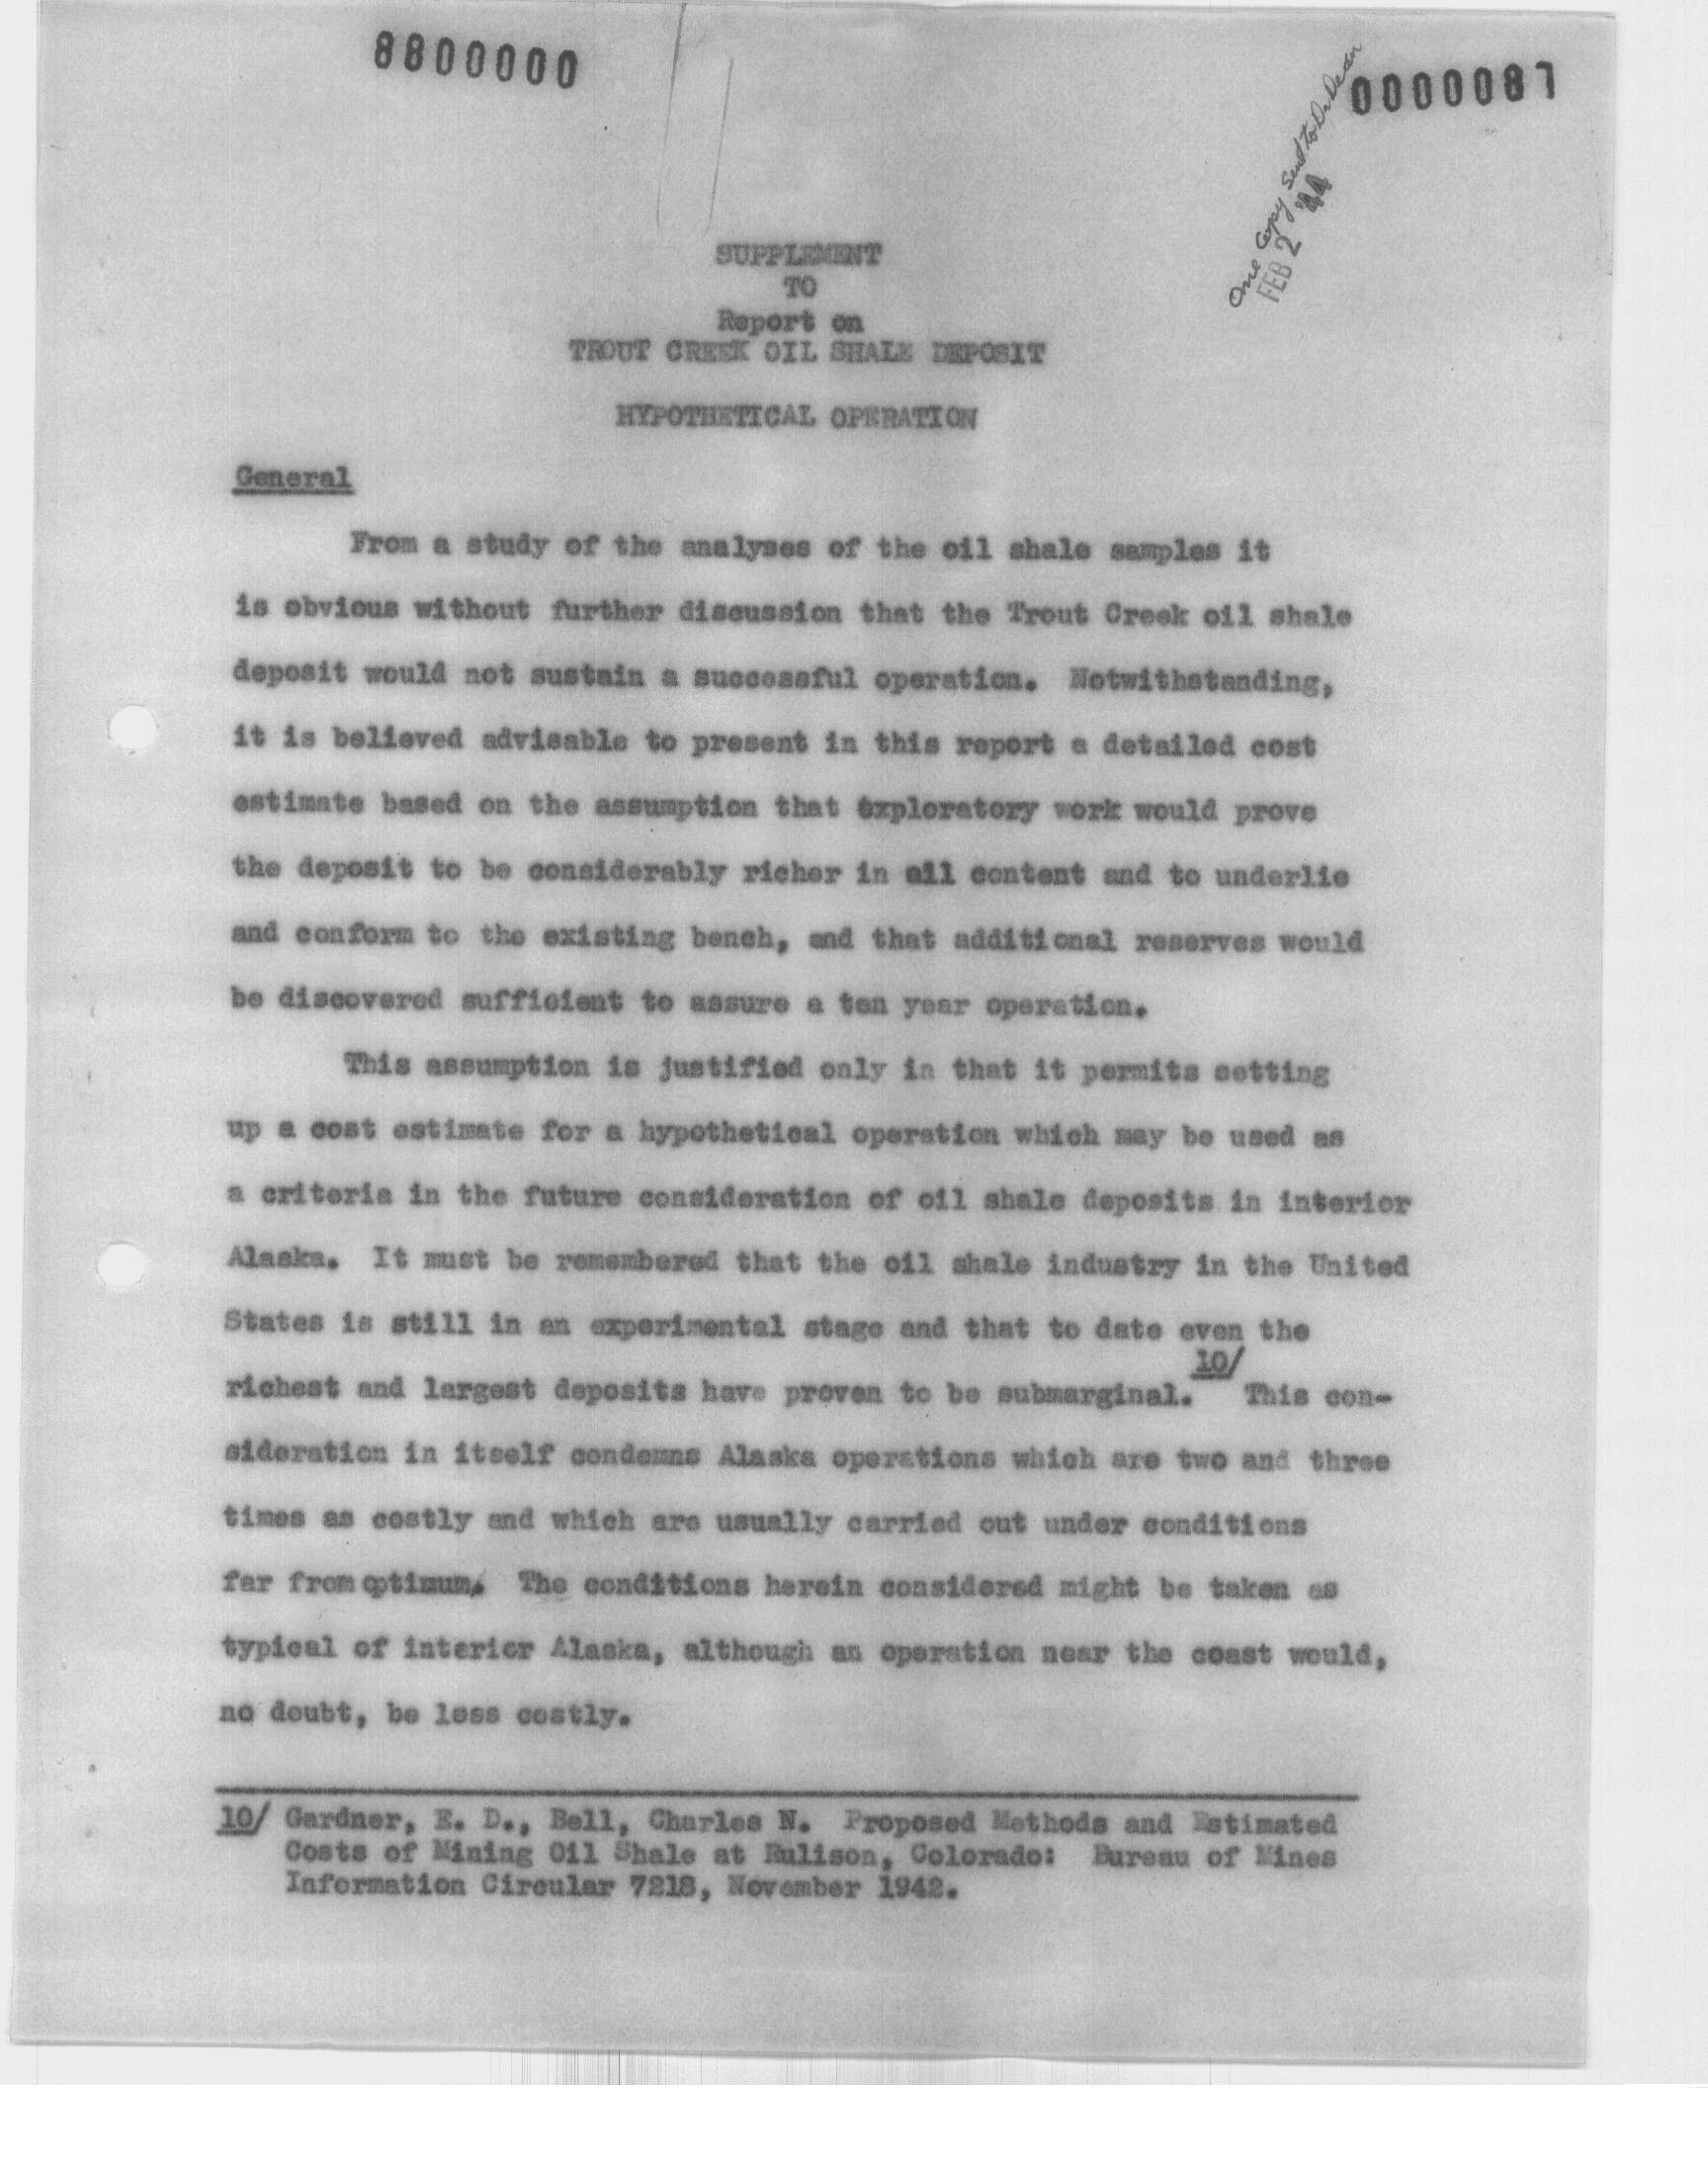 8800000
0000087
One Copy Sent to Dr Dean
FEB 2 '44
SUPPLEMENT
TO
Report on
TROUT CREEK OIL SHALE DEPOSIT
HYPOTHETICAL OPERATION
General
From a study of the analyses of the oil shale samples it
is obvious without further discussion that the Trout Creek oil shale
deposit would not sustain a successful operation. Notwithstanding,
it is believed adviseable to present in this report a detailed cost
estimate based on the assumption that exploratory work would prove
the deposit to be considerably richer in oil content and to underlie
and conform to the existing bench, and that additional reserves would
be discovered sufficient to assure a ten year operation.
This assumption is justified only in that it permits setting
up a cost estimate for a hypothetical operation which may be used as
a criteria in the future consideration of oil shale deposits in interior
Alaska. It must be remembered that the oil shale industry in the United
States is still in an experimental stage and that to date even the
richest and largest deposits have proven to be submarginal. 10/ This con-
sideration in itself condemns Alaska operations which are two and three
times as costly and which are usually carried out under conditions
far from optimum. The conditions herein considered might be taken as
typical of interior Alaska, although an operation near the coast would,
no doubt, be less costly.
10/ Gardner, E. D., Bell, Charles N. Proposed Methods and Estimated
Costs of Mining Oil Shale at Rulison, Colorado: Bureau of Mines
Information Circular 7218, November 1942.